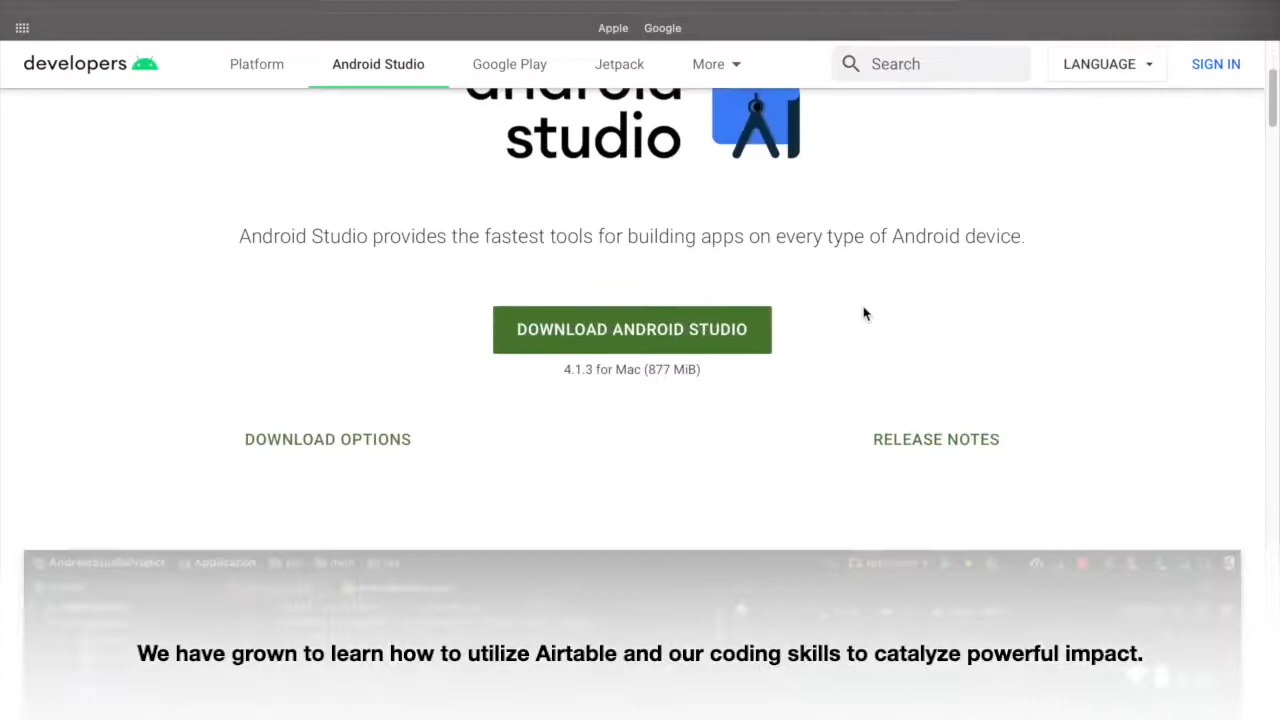 Apple Google
developers Platform Android Studio Google Play Jetpack More Search LANGUAGE SIGN IN
android
studio
Android Studio provides the fastest tools for building apps on every type of Android device.
DOWNLOAD ANDROID STUDIO
4.1.3 for Mac (877 MiB)
DOWNLOAD OPTIONS RELEASE NOTES
Application
We have grown to learn how to utilize Airtable and our coding skills to catalyze powerful impact.